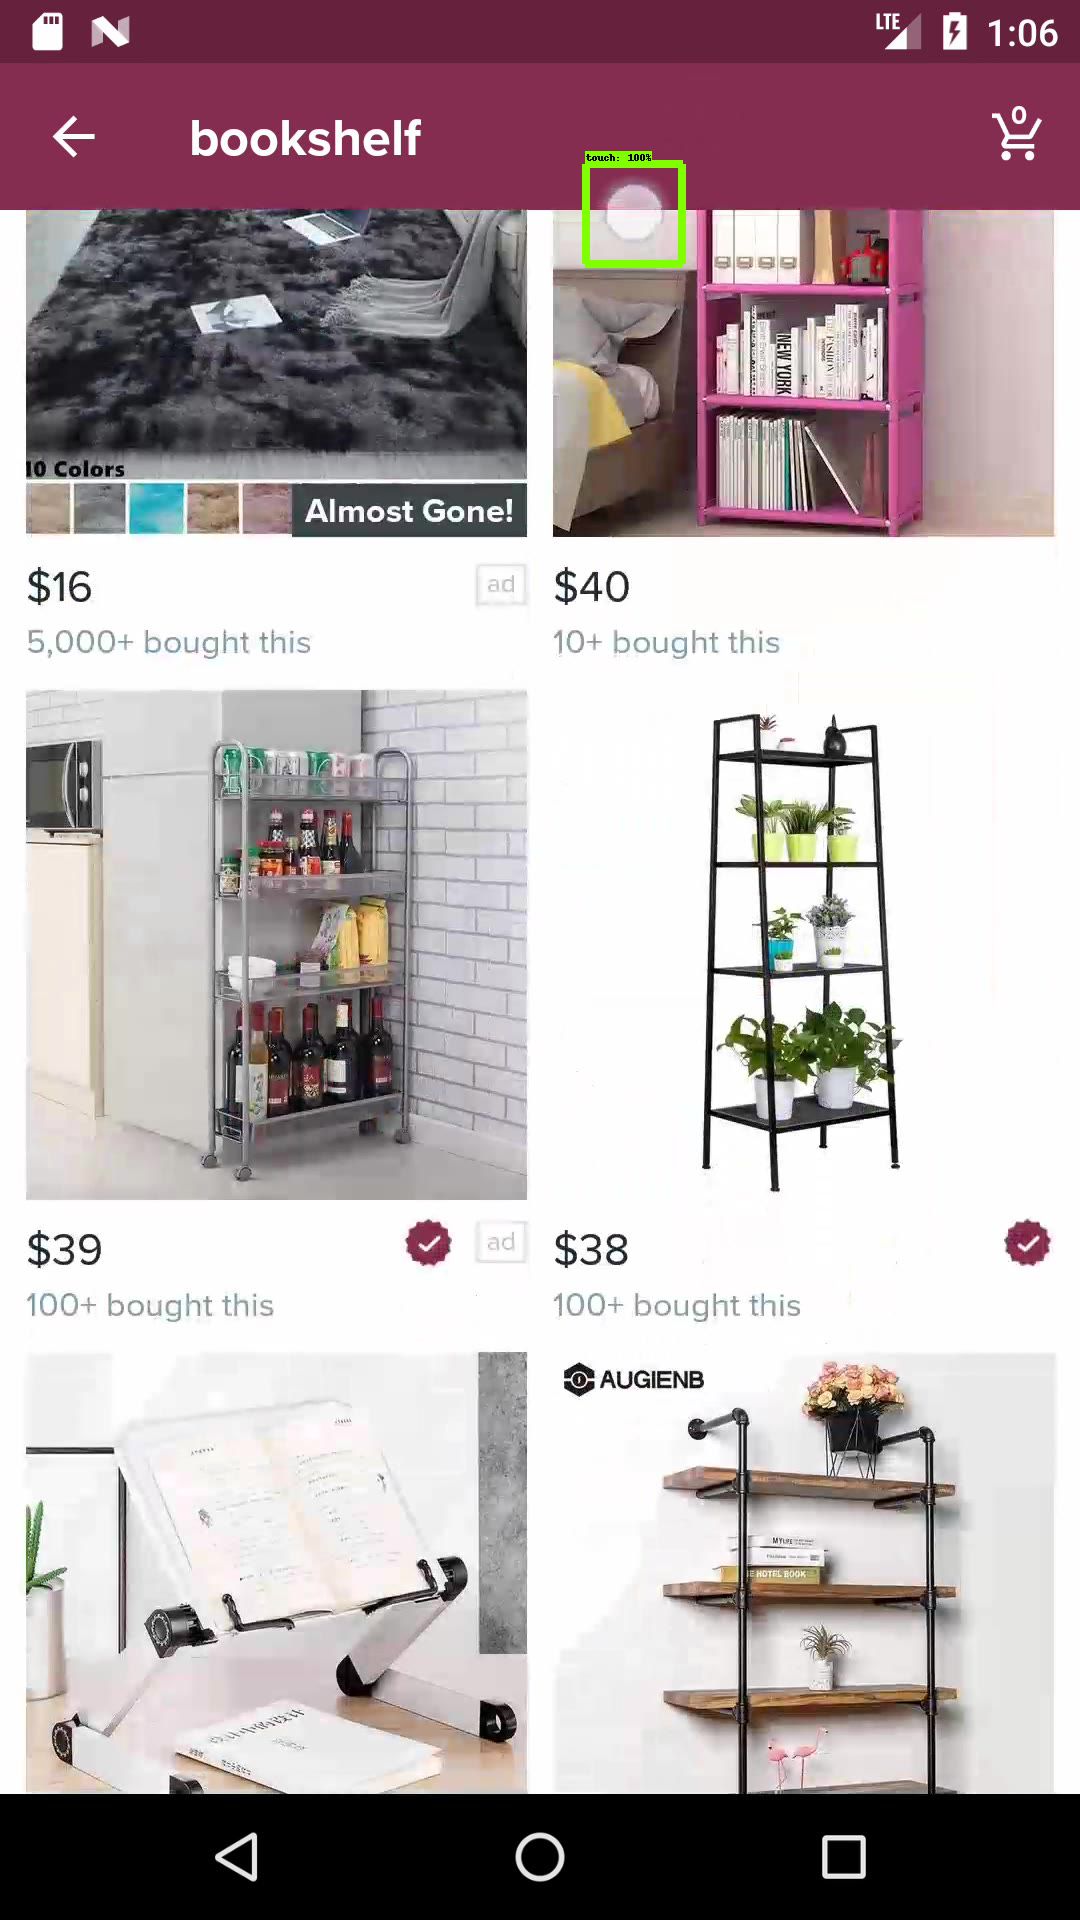 LTE 1:06
bookshelf
0
touch: 100%
NEW YORK
10 Colors
Almost Gone!
$16 ad
$40
5,000+ bought this
10+ bought this
$39 ad
$38
100+ bought this
100+ bought this
AUGIENB
THE HOTEL BOOK